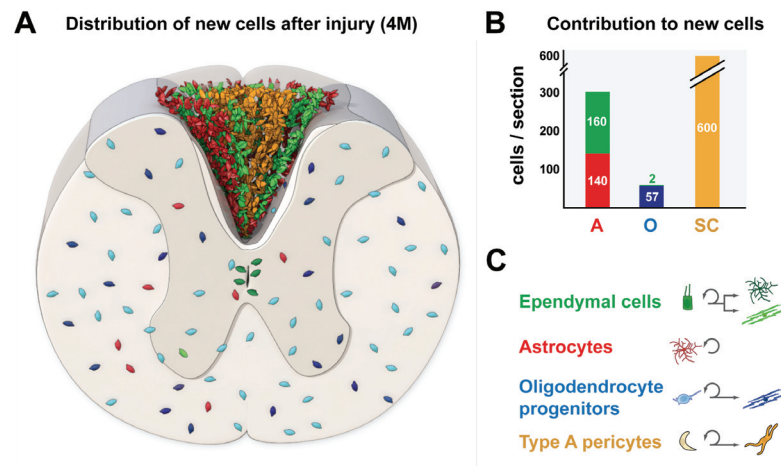 A Distribution of new cells after injury (4M)
B Contribution to new cells
cells / section
600
300
200
100
160
140
2
57
600
A O SC
C
Ependymal cells
Astrocytes
Oligodendrocyte
progenitors
Type A pericytes